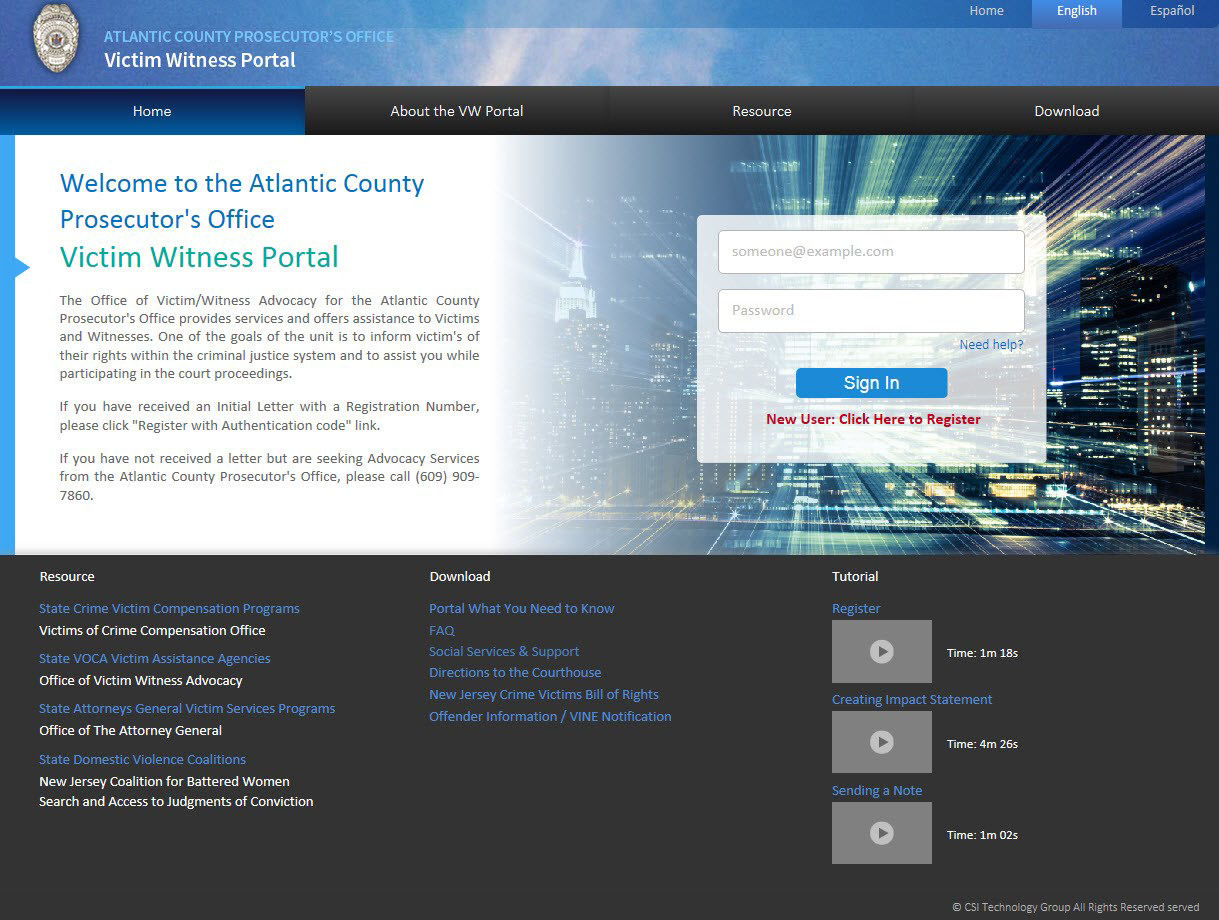 Home
English
Español
ATLANTIC COUNTY PROSECUTOR'S OFFICE
Victim Witness Portal
Home
About the VW Portal
Resource
Download
Welcome to the Atlantic County
Prosecutor's Office
Victim Witness Portal
The Office of Victim/Witness Advocacy for the Atlantic County
Prosecutor's Office provides services and offers assistance to Victims
and Witnesses. One of the goals of the unit is to inform victim's of
their rights within the criminal justice system and to assist you while
participating in the court proceedings.
If you have received an Initial Letter with a Registration Number,
please click "Register with Authentication code" link.
If you have not received a letter but are seeking Advocacy Services
from the Atlantic County Prosecutor's Office, please call (609) 909-
7860.
someone@example.com
Password
Need help?
Sign In
New User: Click Here to Register
Resource
State Crime Victim Compensation Programs
Victims of Crime Compensation Office
State VOCA Victim Assistance Agencies
Office of Victim Witness Advocacy
State Attorneys General Victim Services Programs
Office of The Attorney General
State Domestic Violence Coalitions
New Jersey Coalition for Battered Women
Search and Access to Judgments of Conviction
Download
Portal What You Need to Know
FAQ
Social Services & Support
Directions to the Courthouse
New Jersey Crime Victims Bill of Rights
Offender Information / VINE Notification
Tutorial
Register
Time: 1m 18s
Creating Impact Statement
Time: 4m 26s
Sending a Note
Time: 1m 02s
© CSI Technology Group All Rights Reserved served